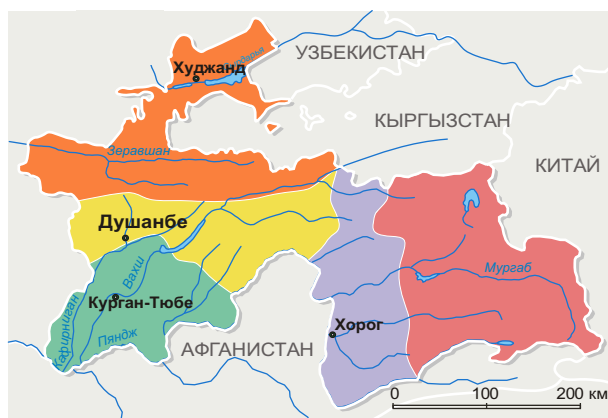 УЗБЕКИСТАН
Худжанд
КЫРГЫЗСТАН
Зеравшан
КИТАЙ
Душанбе
Вахш
Мургаб
Курган-Тюбе
Кафирниган
Пяндж
Хорог
АФГАНИСТАН
0 100 200 км